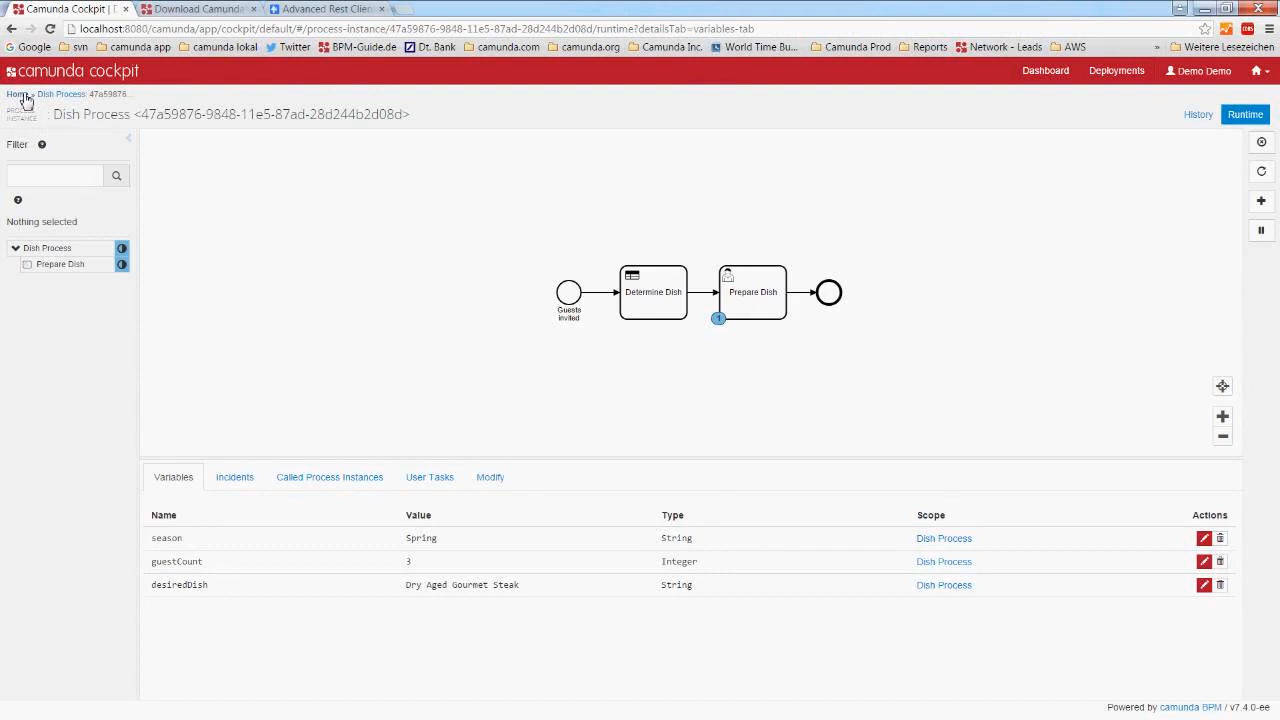 Camunda Cockpit | D
Download Camunda
Advanced Rest Clien
localhost:8080/camunda/app/cockpit/default/#/process-instance/47a59876-9848-11e5-87ad-28d244b2d08d/runtime?detailsTab=variables-tab
Google svn camunda app camunda lokal Twitter BPM-Guide.de Dt. Bank camunda.com camunda.org Camunda Inc. World Time Bu... Camunda Prod Reports Network - Leads AWS » Weitere Lesezeichen
camunda cockpit Dashboard Deployments Demo Demo
Home » Dish Process: 47a59876...
PROCESS
INSTANCE
Dish Process <47a59876-9848-11e5-87ad-28d244b2d08d>
History Runtime
Filter
Nothing selected
Dish Process
Prepare Dish
Guests
invited
Determine Dish
Prepare Dish
1
Variables Incidents Called Process Instances User Tasks Modify
Name Value Type Scope Actions
season Spring String Dish Process
guestCount 3 Integer Dish Process
desiredDish Dry Aged Gourmet Steak String Dish Process
Powered by camunda BPM / v7.4.0-ee